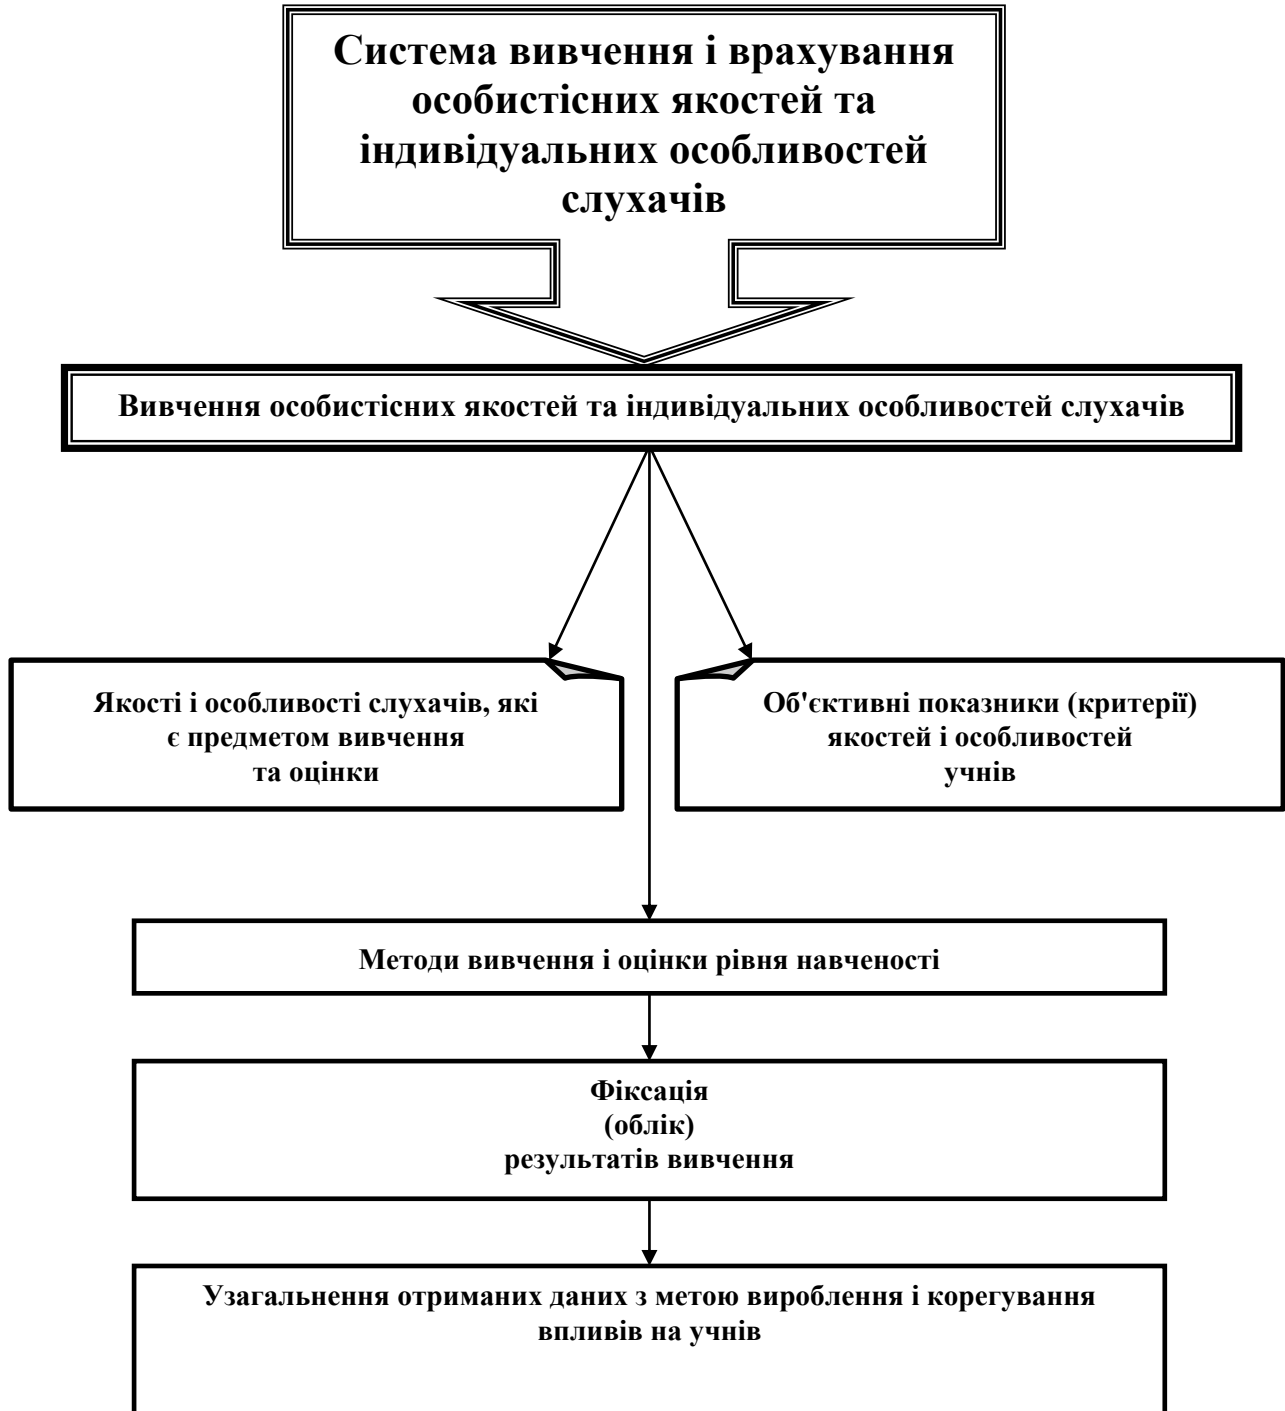 Система вивчення і врахування
особистісних якостей та
індивідуальних особливостей
слухачів
Вивчення особистісних якостей та індивідуальних особливостей слухачів
Якості і особливості слухачів, які
є предметом вивчення
та оцінки
Об'єктивні показники (критерії)
якостей і особливостей
учнів
Методи вивчення і оцінки рівня навченості
Фіксація
(облік)
результатів вивчення
Узагальнення отриманих даних з метою вироблення і корегування
впливів на учнів